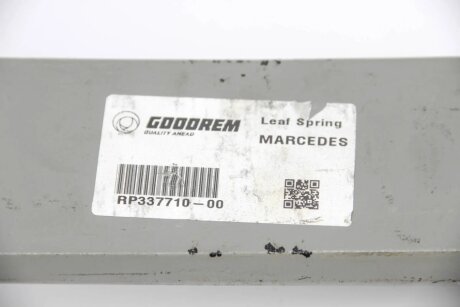 GOODREM
QUALITY AHEAD
Leaf Spring
MARCEDES
RP337710-00